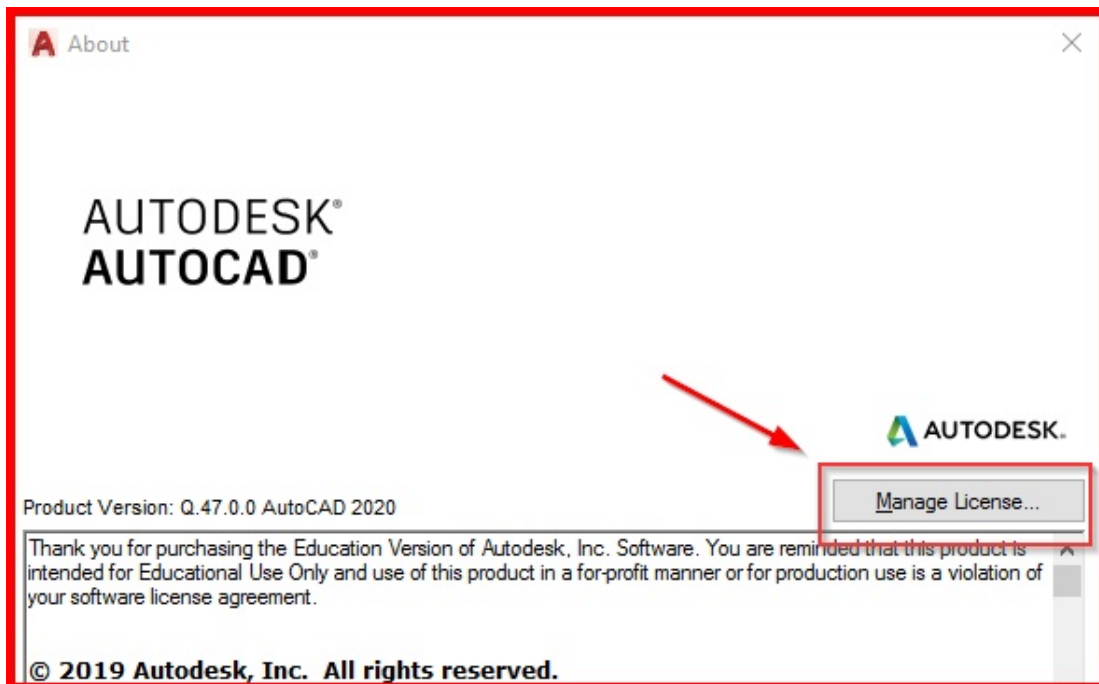 About
AUTODESK®
AUTOCAD®
AUTODESK.
Manage License...
Product Version: Q.47.0.0 AutoCAD 2020
Thank you for purchasing the Education Version of Autodesk, Inc. Software. You are reminded that this product is
intended for Educational Use Only and use of this product in a for-profit manner or for production use is a violation of
your software license agreement.
© 2019 Autodesk, Inc. All rights reserved.